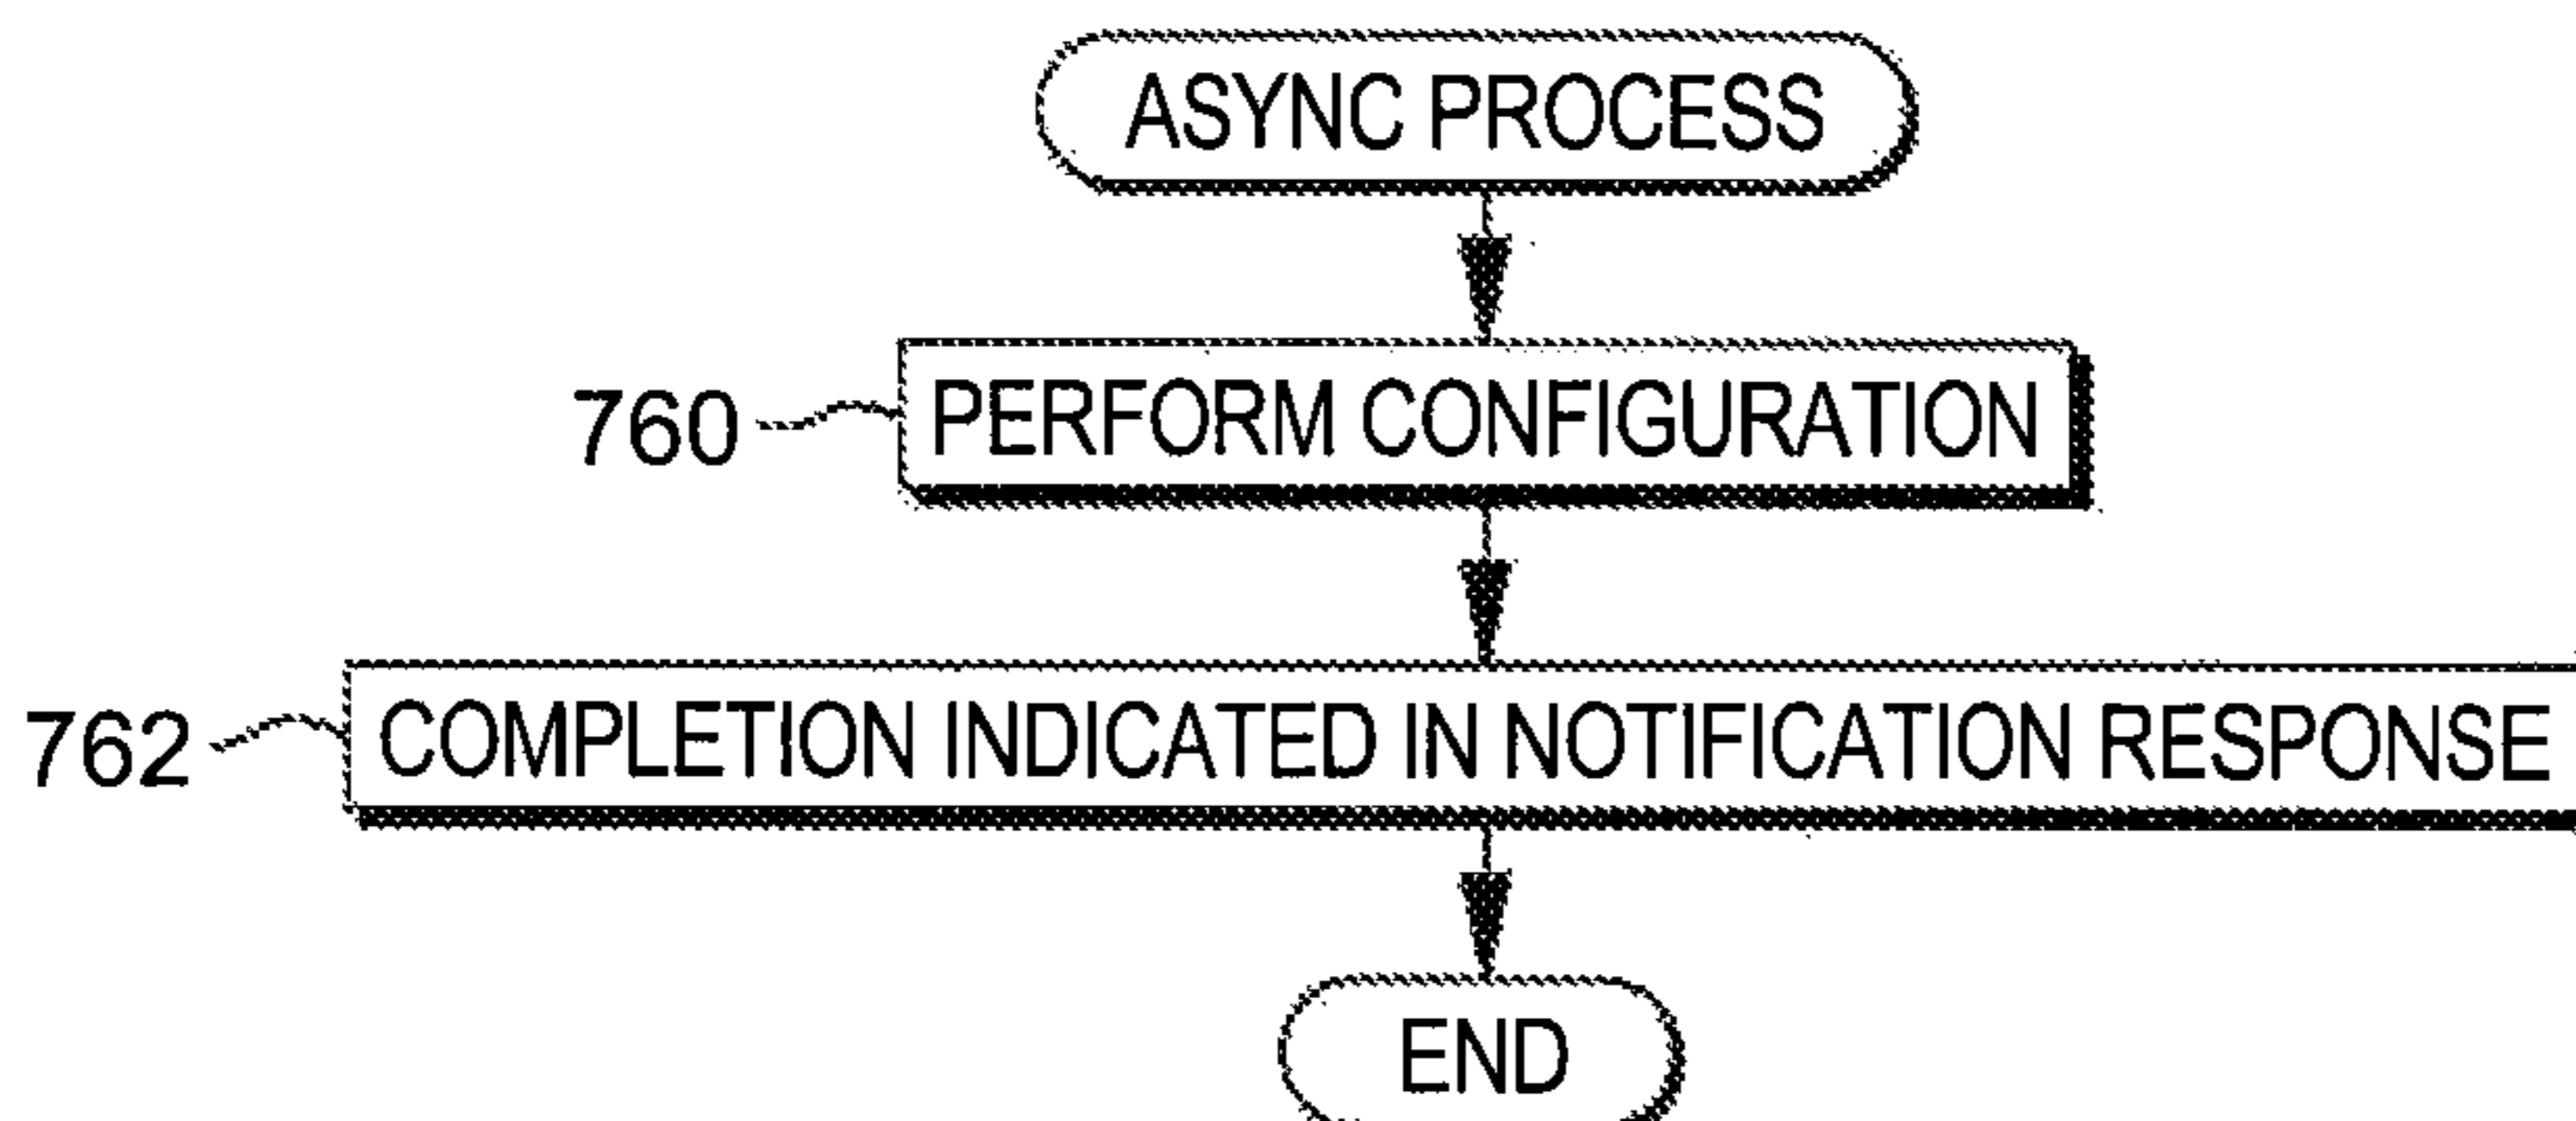 ASYNC PROCESS
760 PERFORM CONFIGURATION
762 COMPLETION INDICATED IN NOTIFICATION RESPONSE
END